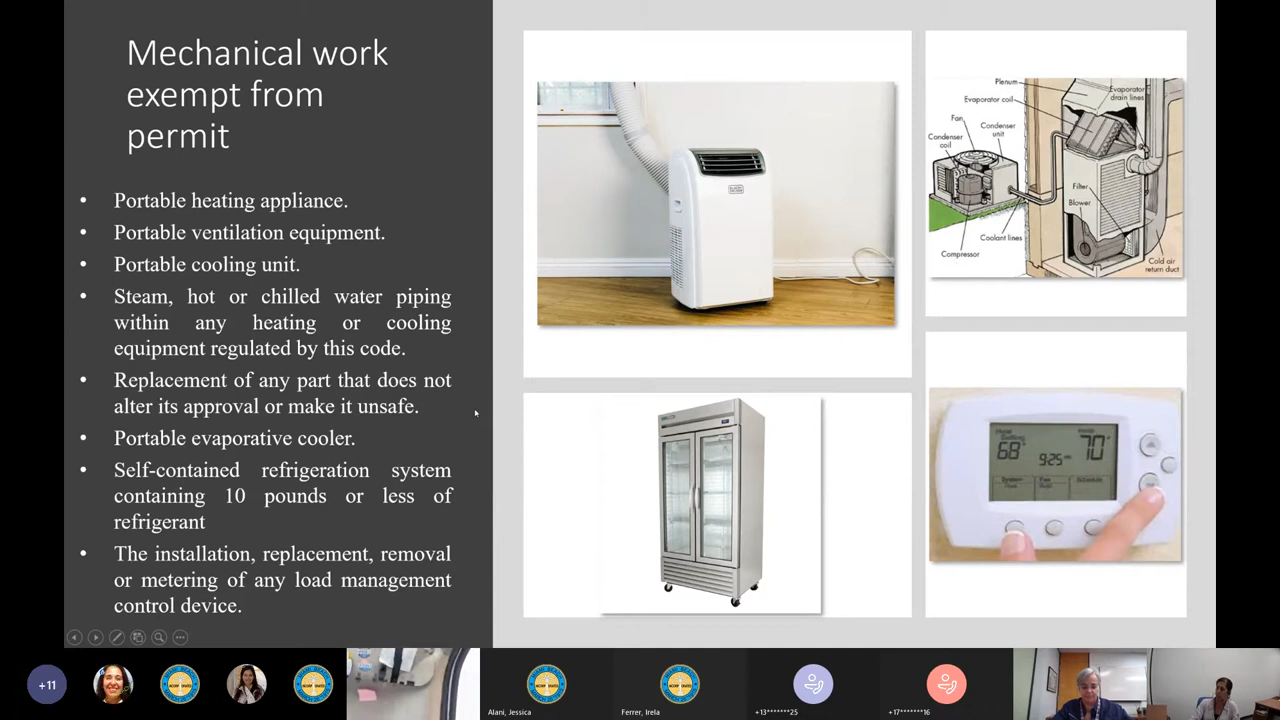 Mechanical work
exempt from
permit
• Portable heating appliance.
• Portable ventilation equipment.
• Portable cooling unit.
• Steam, hot or chilled water piping
within any heating or cooling
equipment regulated by this code.
• Replacement of any part that does not
alter its approval or make it unsafe.
• Portable evaporative cooler.
• Self-contained refrigeration system
containing 10 pounds or less of
refrigerant
• The installation, replacement, removal
or metering of any load management
control device.
Plenum
Evaporator
drain lines
Evaporator coil
Fan
Condenser
coil
Condenser
unit
Filter
Blower
Coolant lines
Compressor
Cold air
return duct
68°
9:25
70°
+11
Alani, Jessica
Ferrer, Irela
+13*******25
+17*******16